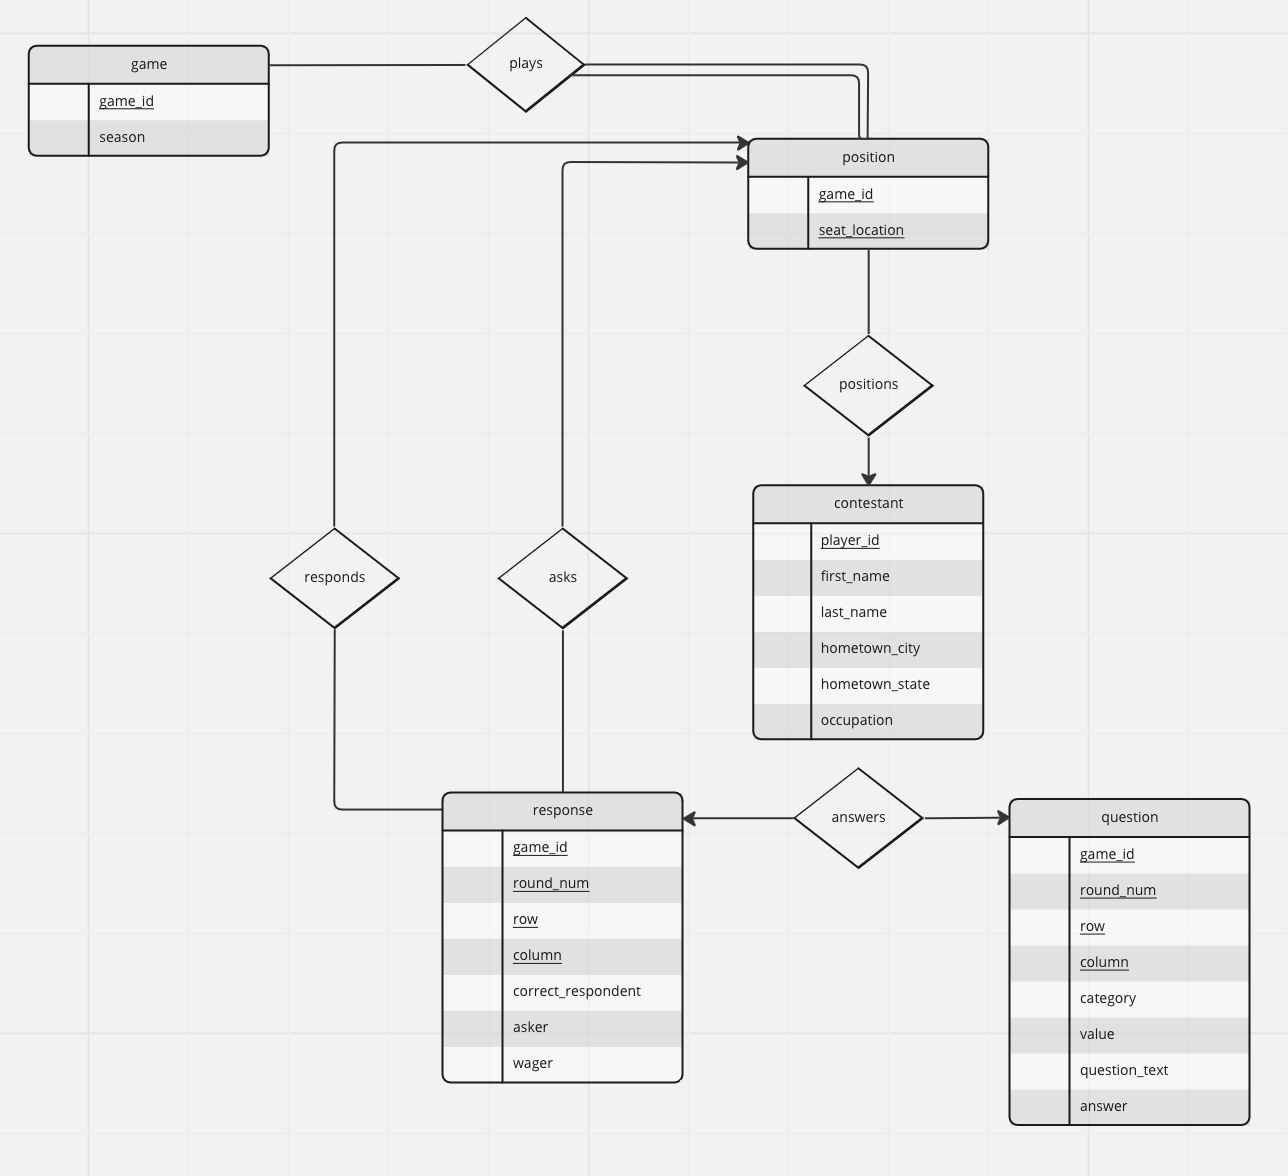 plays
game
game_id
season
position
game_id
seat_location
positions
contestant
player_id
first_name
last_name
hometown_city
hometown_state
occupation
responds
asks
response
game_id
round_num
row
column
correct_respondent
asker
wager
answers
question
game_id
round_num
row
column
category
value
question_text
answer